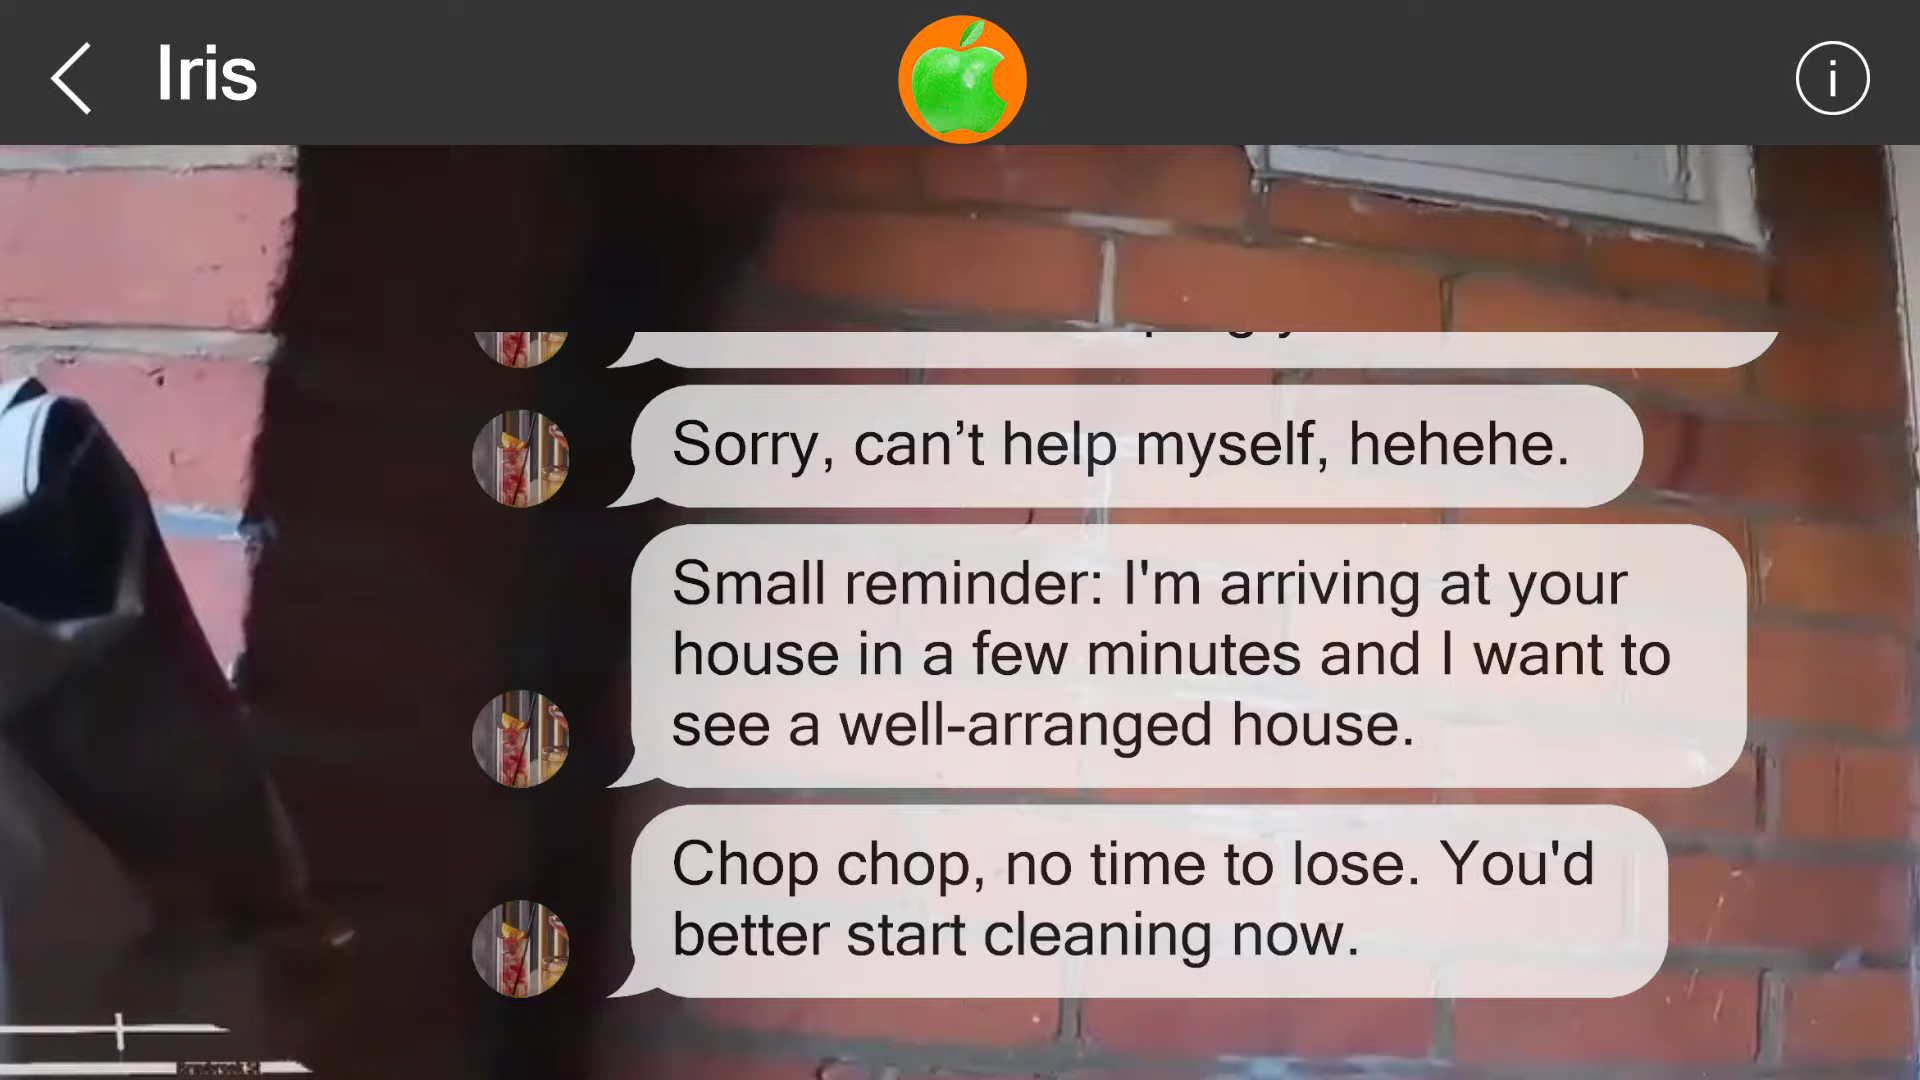 Iris
Sorry, can’t help myself, hehehe.
Small reminder: I'm arriving at your
house in a few minutes and I want to
see a well-arranged house.
Chop chop, no time to lose. You'd
better start cleaning now.